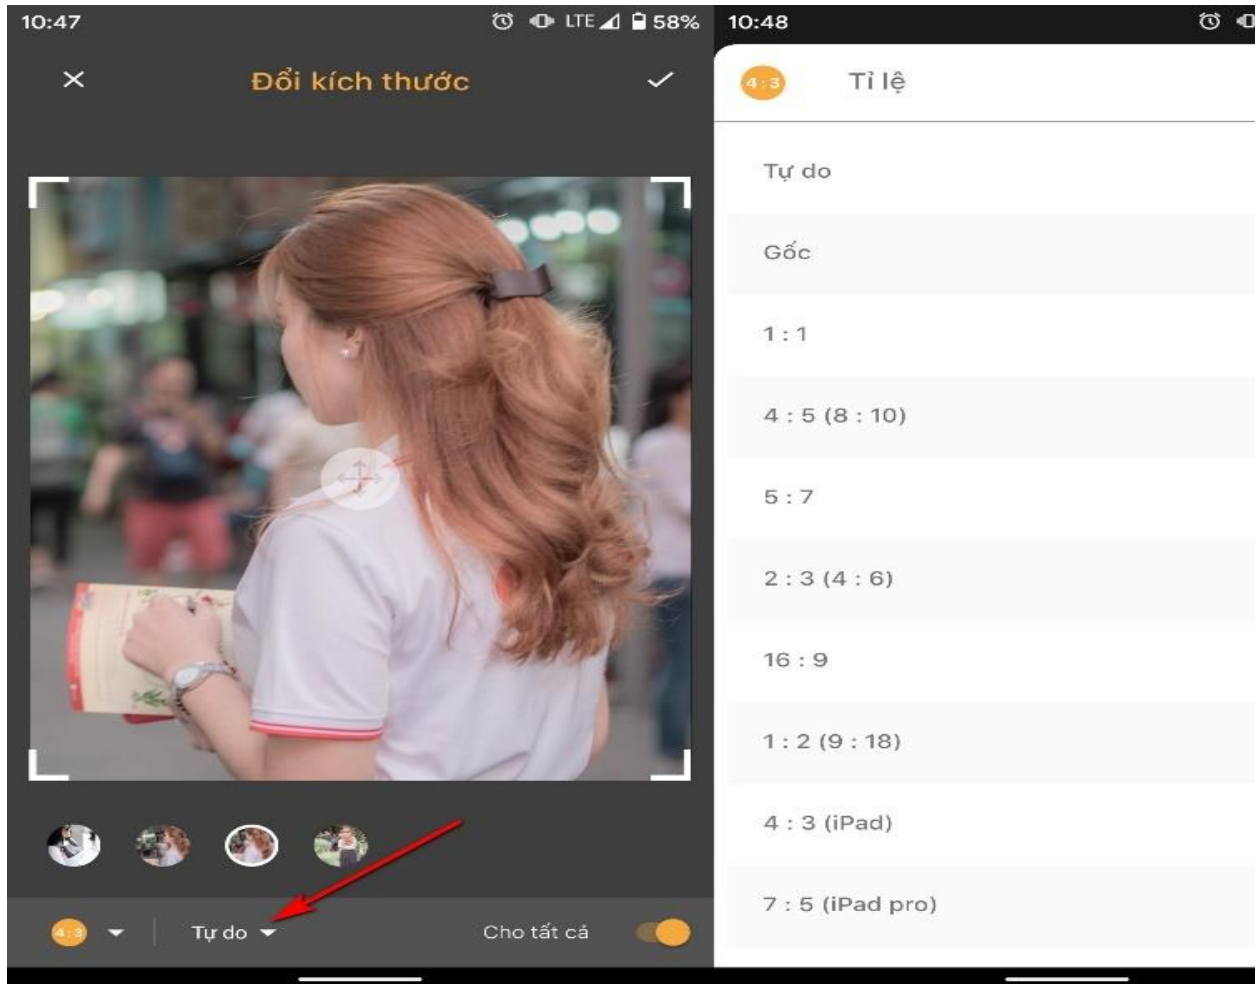 10:47
LTE 58%
Đổi kích thước
4:3
Tự do
Cho tất cả
10:48
4:3
Tỉ lệ
Tự do
Gốc
1 : 1
4 : 5 (8 : 10)
5 : 7
2 : 3 (4 : 6)
16 : 9
1 : 2 (9 : 18)
4 : 3 (iPad)
7 : 5 (iPad pro)